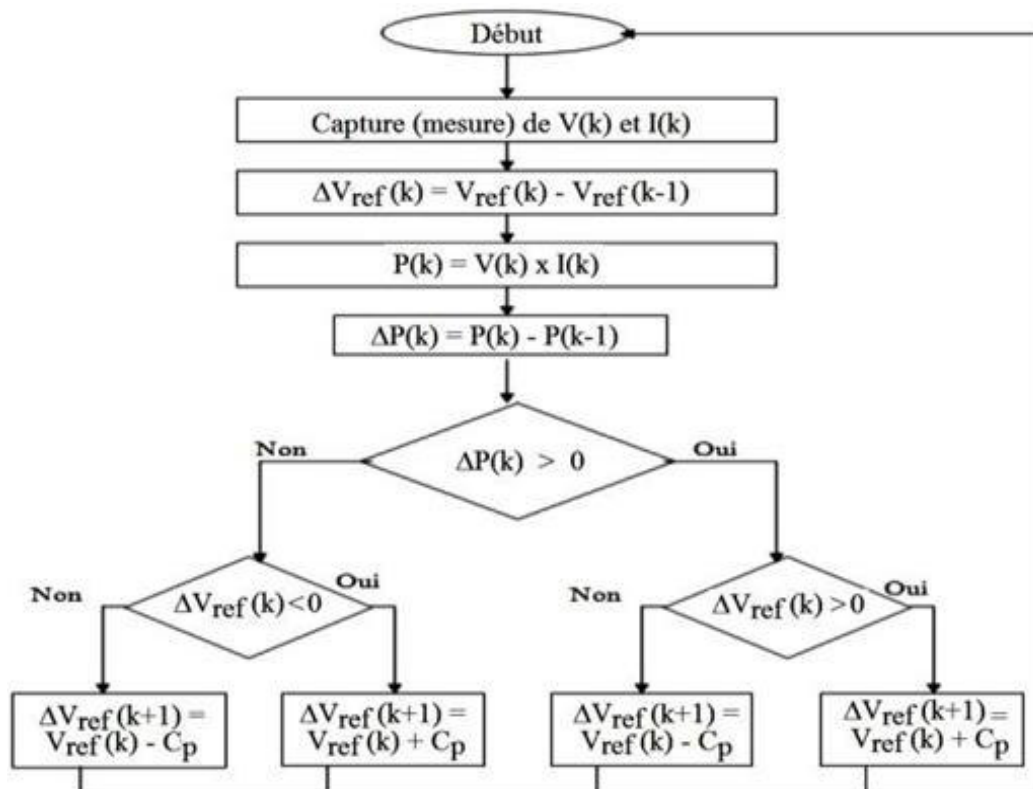 Début
Capture (mesure) de V(k) et I(k)
ΔVref (k) = Vref (k) - Vref (k-1)
P(k) = V(k) x I(k)
ΔP(k) = P(k) - P(k-1)
Non
ΔP(k) > 0
Oui
Non
ΔVref (k) <0
Oui
Non
ΔVref (k) >0
Oui
ΔVref (k+1) =
Vref (k) - Cp
ΔVref (k+1) =
Vref (k) + Cp
ΔVref (k+1) =
Vref (k) - Cp
ΔVref (k+1) =
Vref (k) + Cp